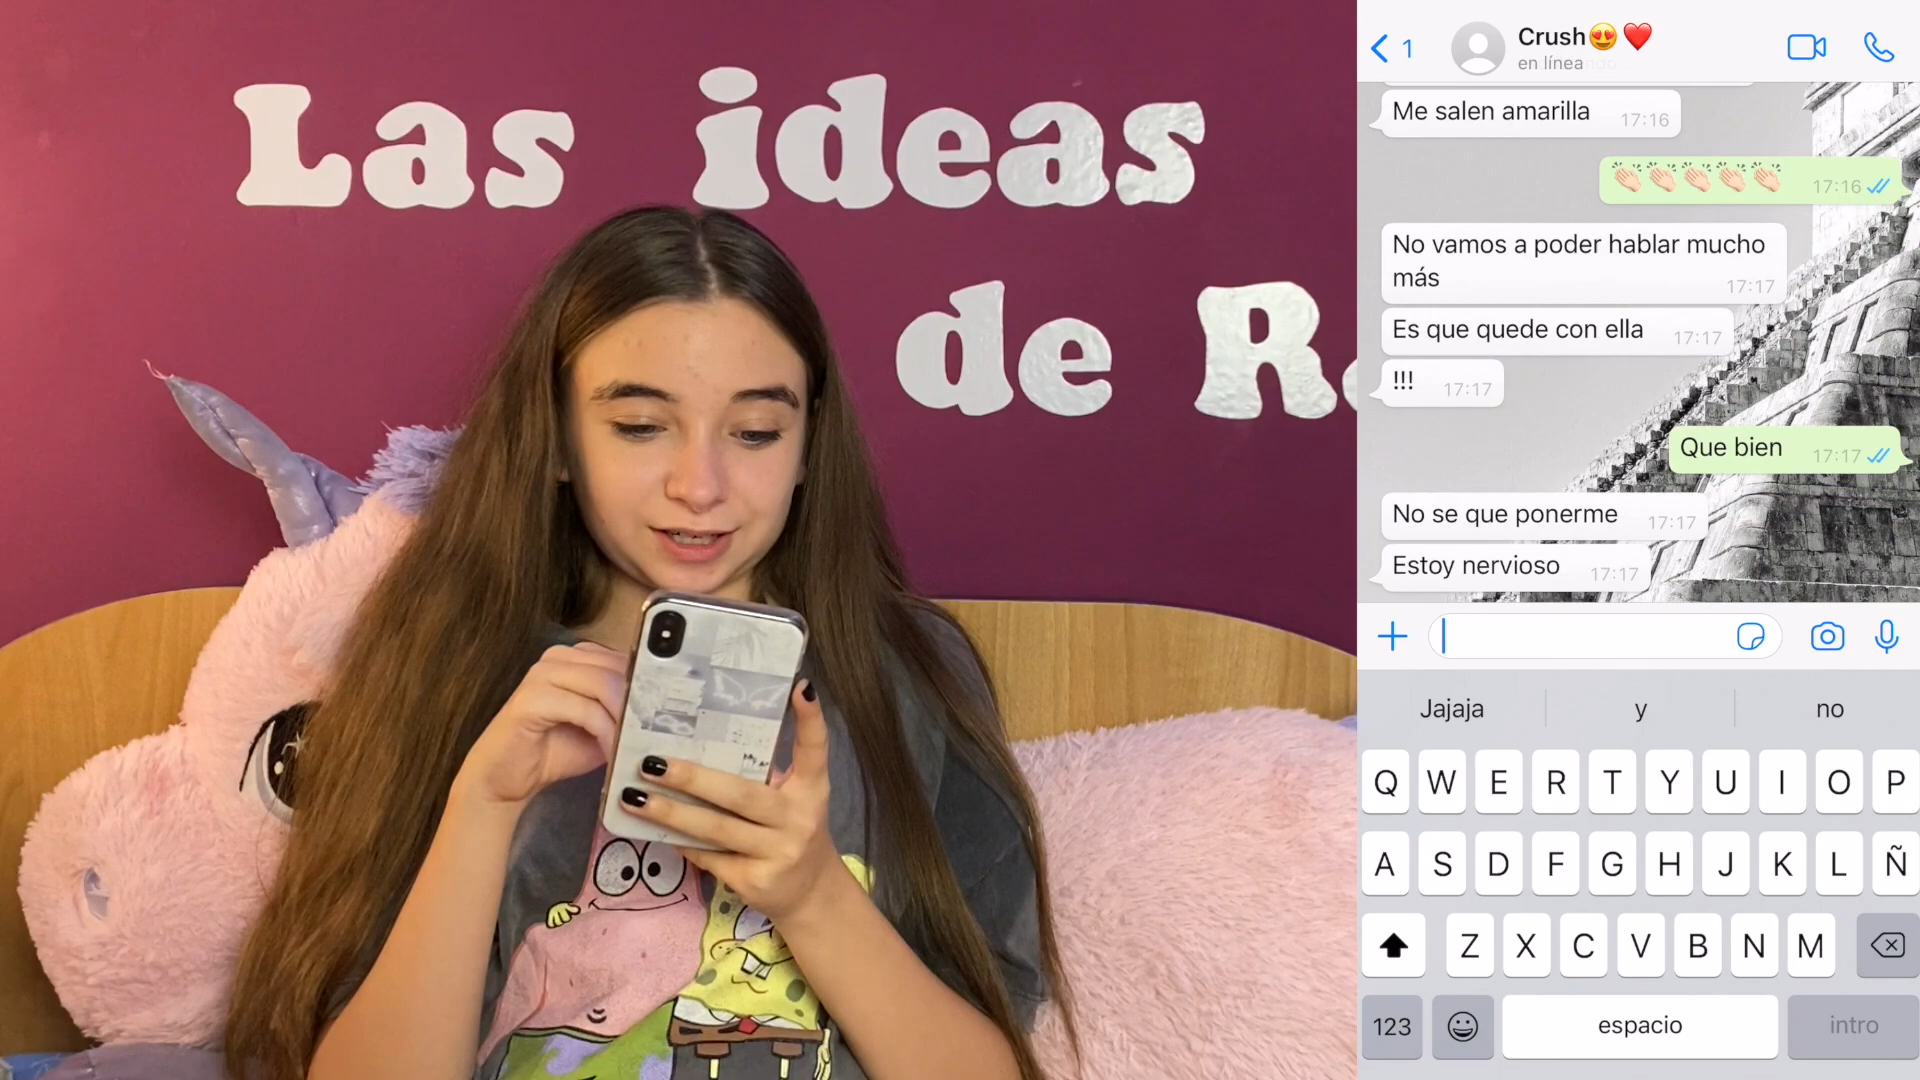 Las ideas
de R
1
Crush😍❤️
en línea
Me salen amarilla
17:16
👏🏻👏🏻👏🏻👏🏻👏🏻
17:16
No vamos a poder hablar mucho
más
17:17
Es que quede con ella
17:17
!!!
17:17
Que bien
17:17
No se que ponerme
17:17
Estoy nervioso
17:17
Jajaja y no
Q W E R T Y U I O P
A S D F G H J K L Ñ
Z X C V B N M
123 espacio intro